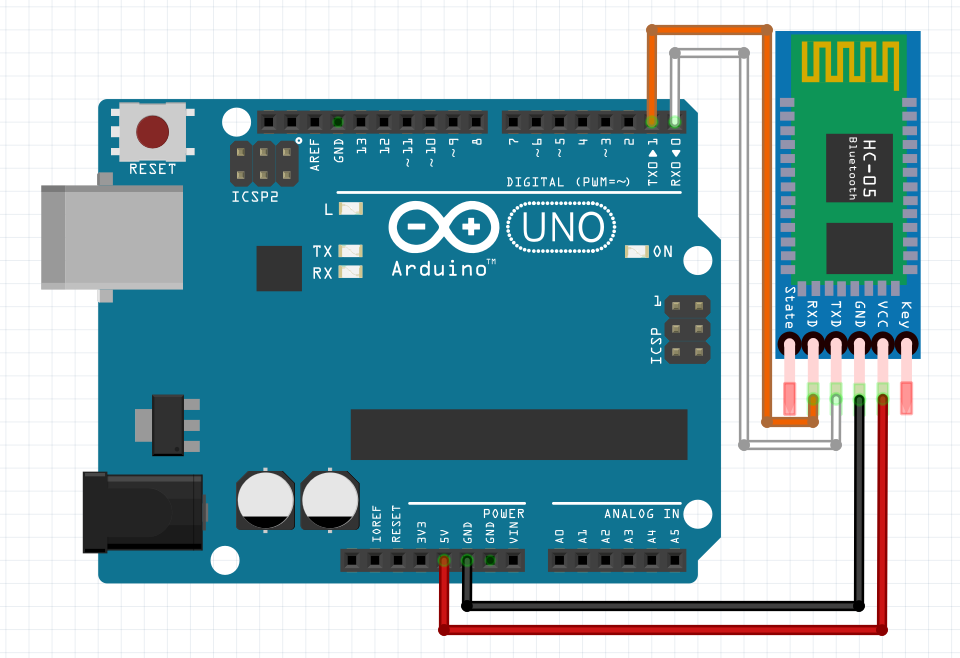 RESET
ICSP2
AREF
GND
13
12
~11
~10
~9
8
7
~6
~5
4
~3
2
TX0▶1
RX0◀0
DIGITAL (PWM=~)
L
TX
RX
UNO
Arduino™
ON
1
ICSP
HC-05
Bluetooth
State
RXD
TXD
GND
VCC
Key
POWER
ANALOG IN
IOREF
RESET
3V3
5V
GND
GND
VIN
A0
A1
A2
A3
A4
A5